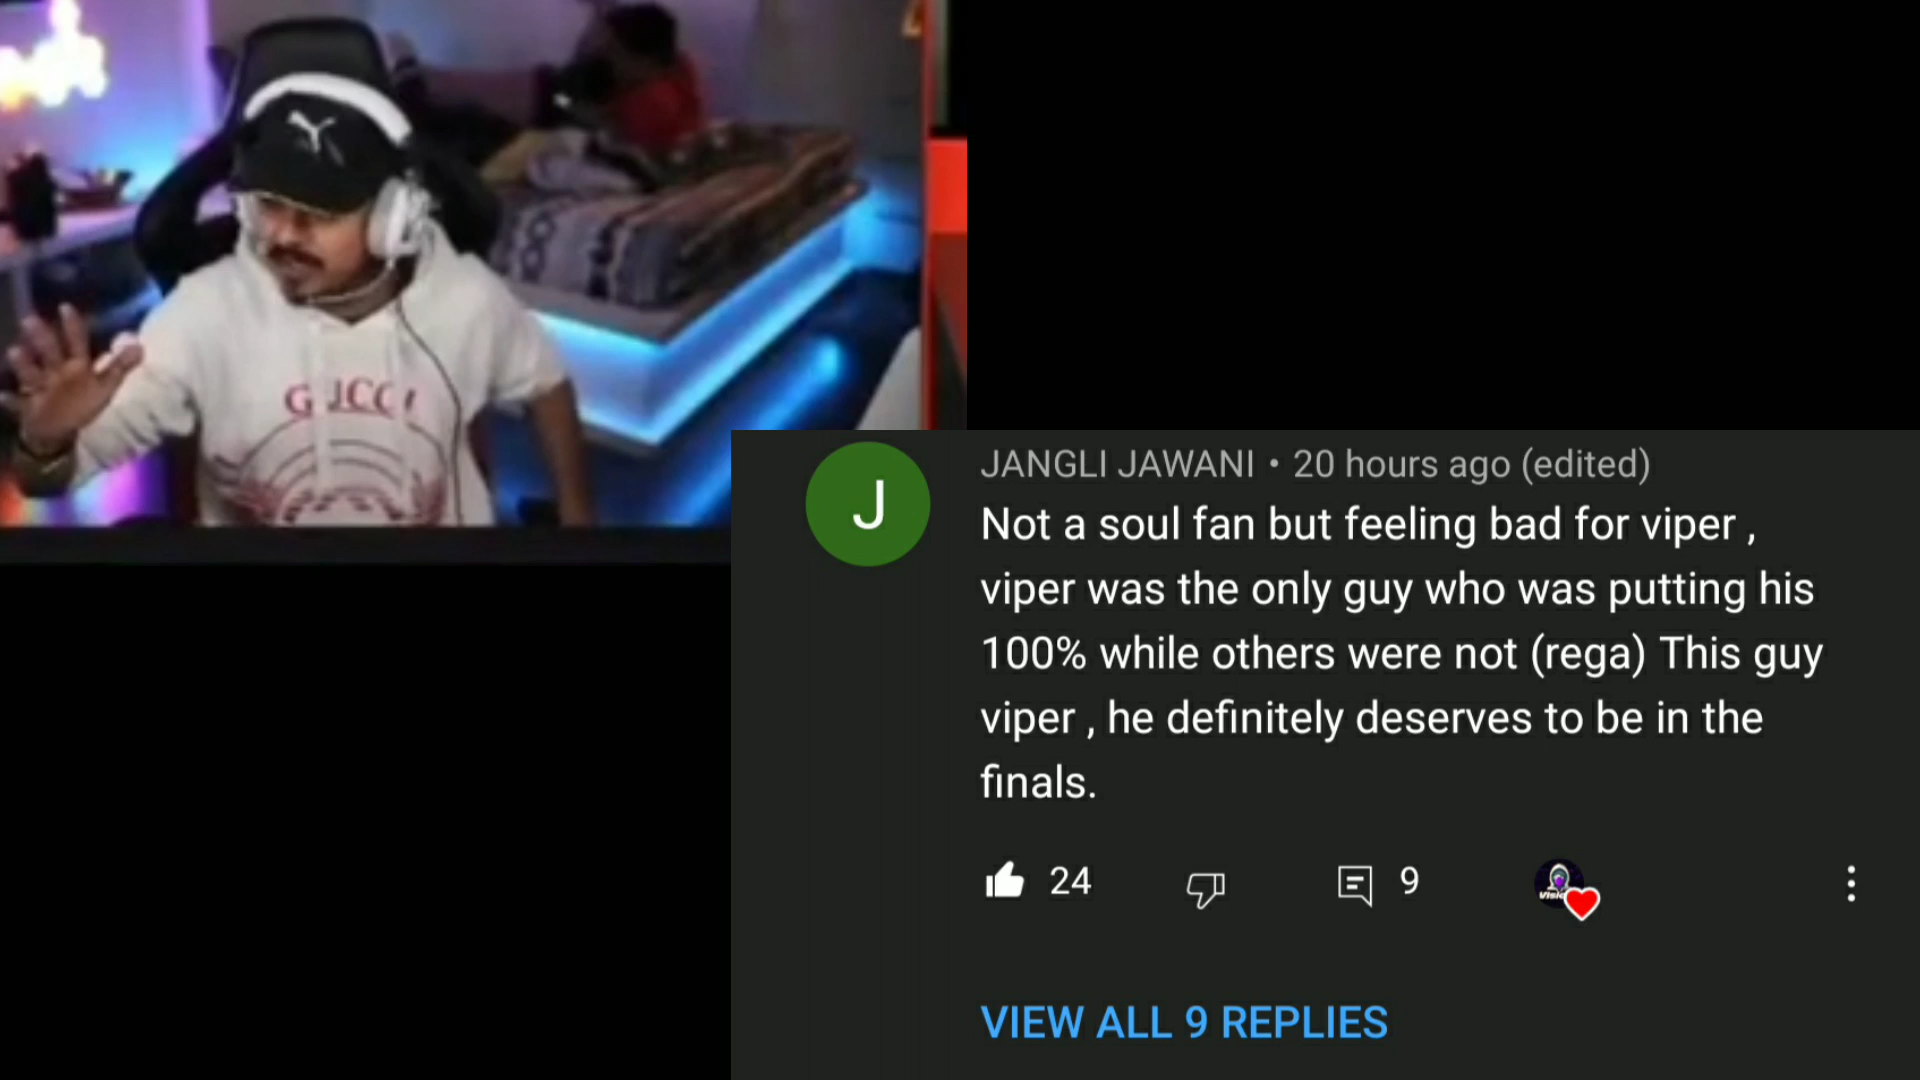 GUCCI
J
JANGLI JAWANI • 20 hours ago (edited)
Not a soul fan but feeling bad for viper ,
viper was the only guy who was putting his
100% while others were not (rega) This guy
viper , he definitely deserves to be in the
finals.
24
9
VIEW ALL 9 REPLIES